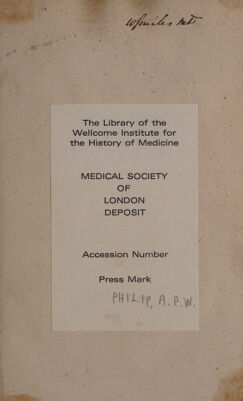 The Library of the
Wellcome Institute for
the History of Medicine
MEDICAL SOCIETY
OF
LONDON
DEPOSIT
Accession Number
Press Mark
PHILIP, A.P.W.